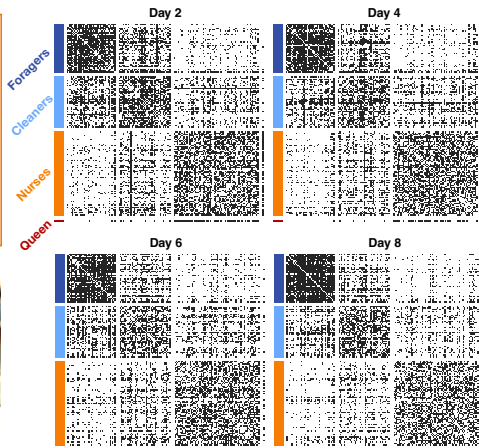 Day 2
Day 4
Foragers
Cleaners
Nurses
Queen
Day 6
Day 8